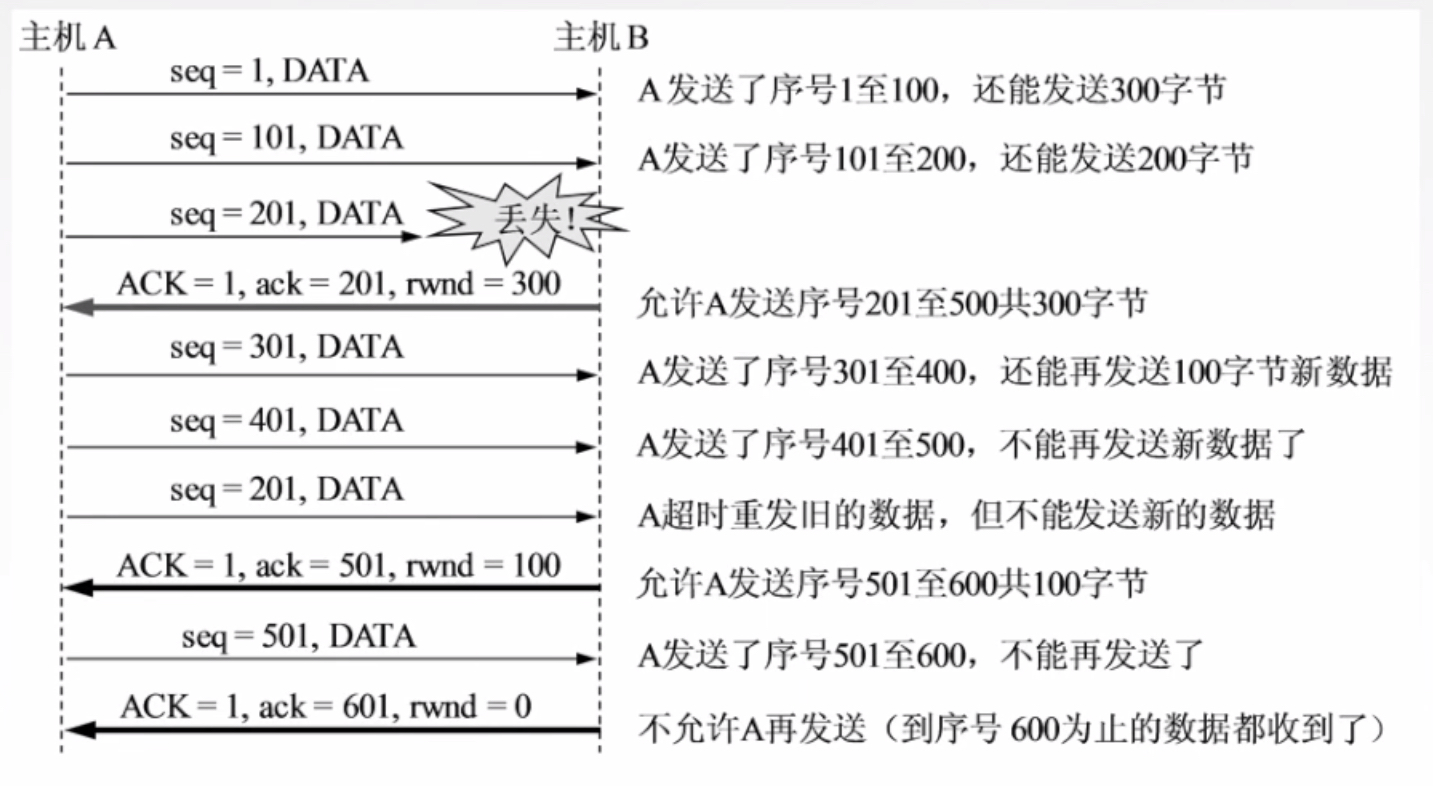 主机 A 主机 B
seq = 1, DATA
A 发送了序号1至100，还能发送300字节
seq = 101, DATA
A发送了序号101至200，还能发送200字节
seq = 201, DATA
丢失!
ACK = 1, ack = 201, rwnd = 300
允许A发送序号201至500共300字节
seq = 301, DATA
A发送了序号301至400，还能再发送100字节新数据
seq = 401, DATA
A发送了序号401至500，不能再发送新数据了
seq = 201, DATA
A超时重发旧的数据，但不能发送新的数据
ACK = 1, ack = 501, rwnd = 100
允许A发送序号501至600共100字节
seq = 501, DATA
A发送了序号501至600，不能再发送了
ACK = 1, ack = 601, rwnd = 0
不允许A再发送（到序号 600为止的数据都收到了）